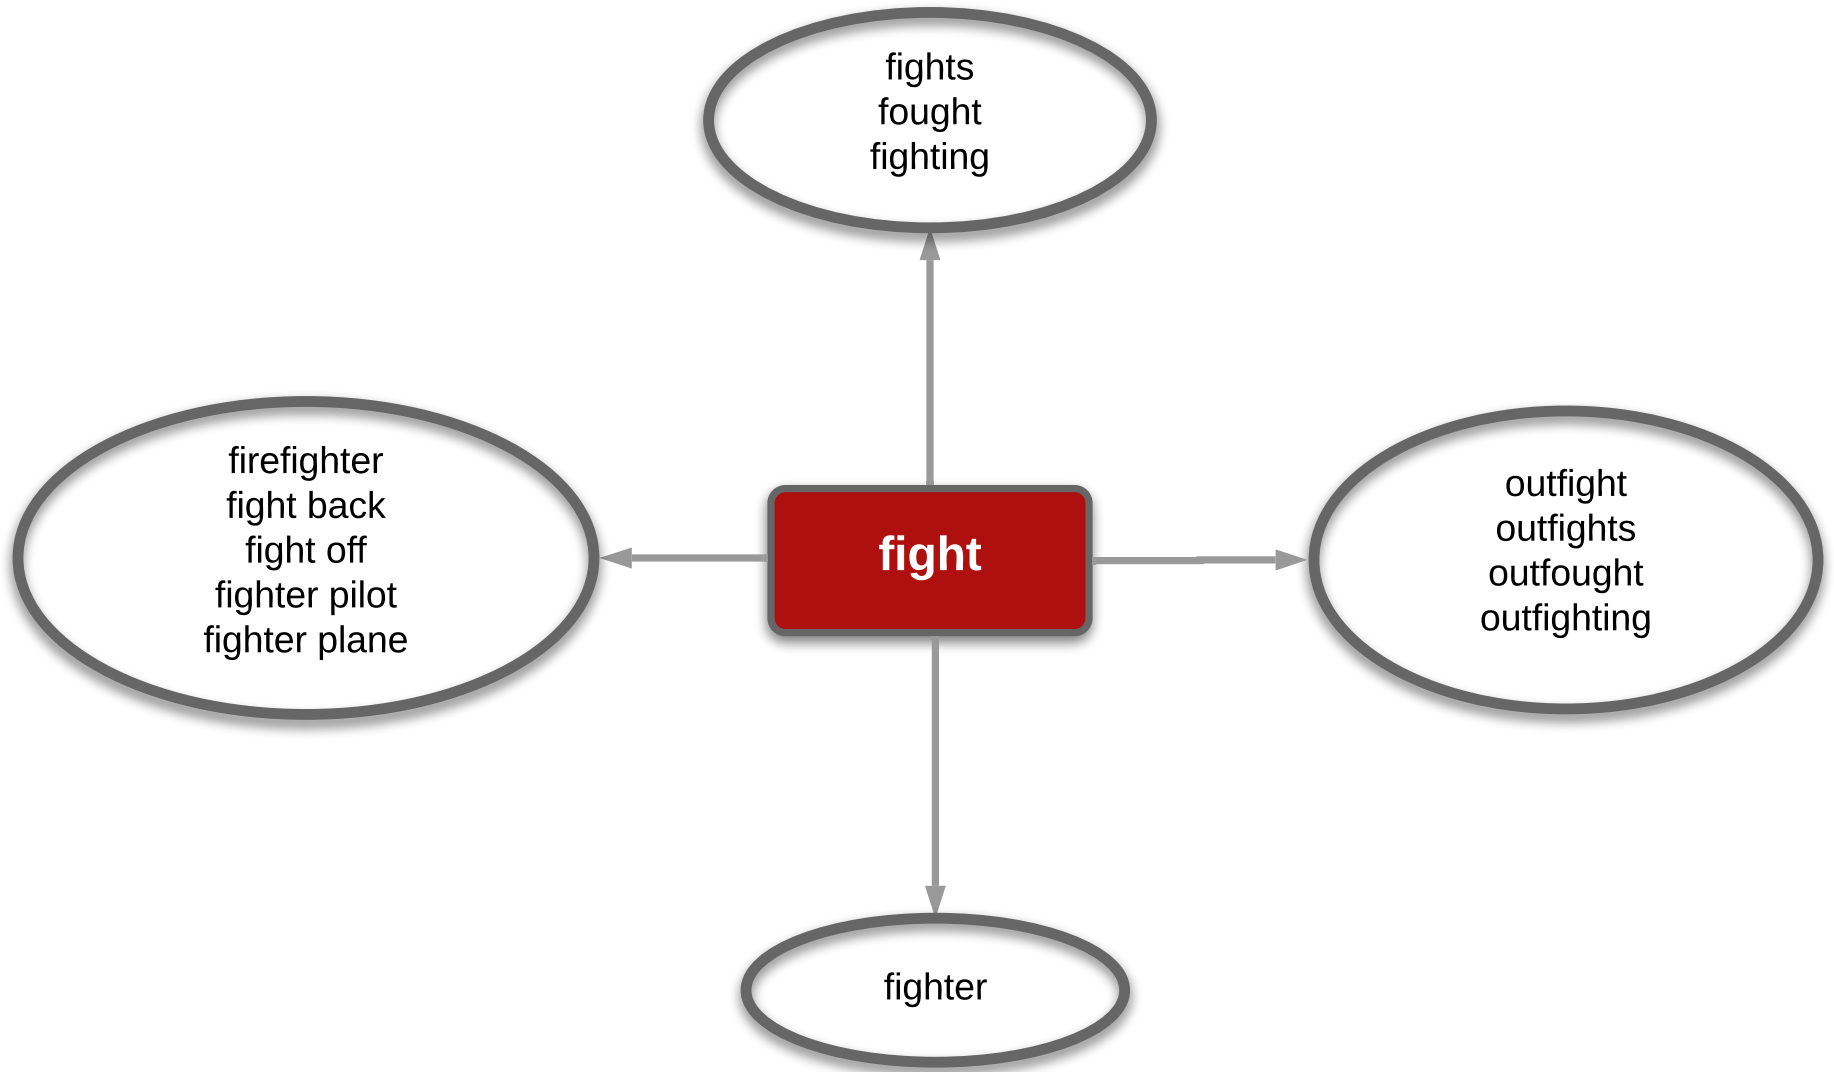 fights
fought
fighting
firefighter
fight back
fight off
fighter pilot
fighter plane
fight
outfight
outfights
outfought
outfighting
fighter